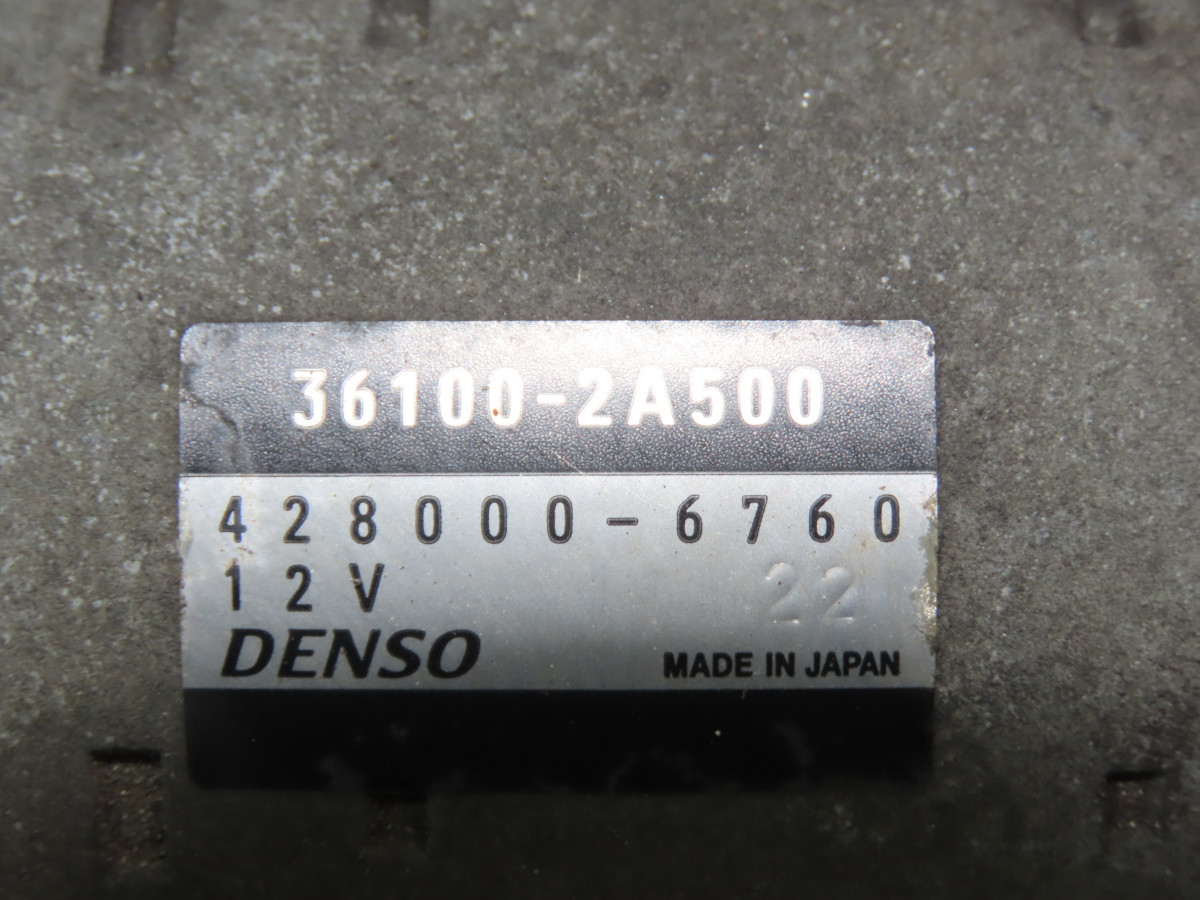 36100-2A500
428000-6760
12V 22
DENSO MADE IN JAPAN